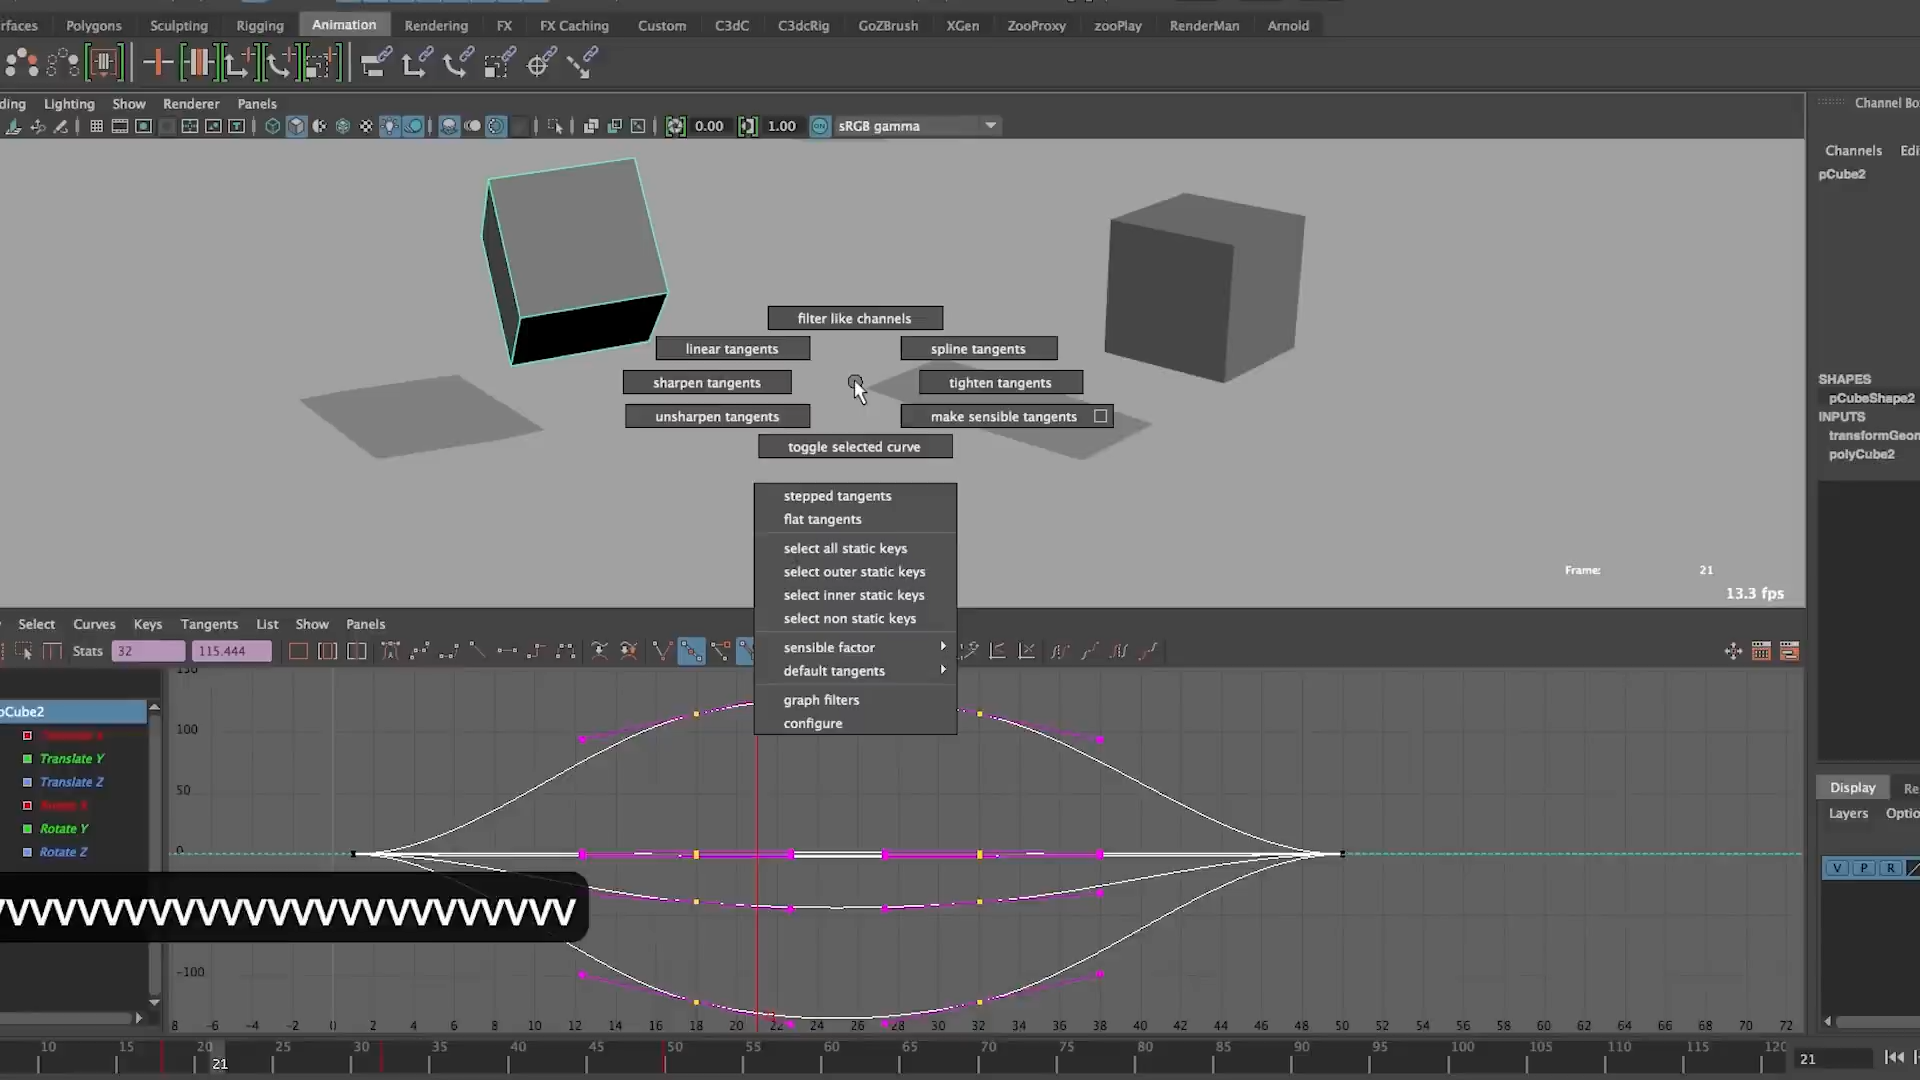 rfaces Polygons Sculpting Rigging Animation Rendering FX FX Caching Custom C3dC C3dcRig GoZBrush XGen ZooProxy zooPlay RenderMan Arnold
ding Lighting Show Renderer Panels
0.00 1.00 ON sRGB gamma
Channel Bo
Channels Edi
pCube2
filter like channels
linear tangents spline tangents
sharpen tangents tighten tangents
unsharpen tangents make sensible tangents
toggle selected curve
SHAPES
pCubeShape2
INPUTS
transformGeon
polyCube2
stepped tangents
flat tangents
select all static keys
select outer static keys
select inner static keys
select non static keys
sensible factor
default tangents
graph filters
configure
Frame: 21
13.3 fps
Select Curves Keys Tangents List Show Panels
Stats 32 115.444
pCube2
Translate Y
Translate Z
Rotate Y
Rotate Z
150
100
50
0
-100
8 -6 -4 -2 0 2 4 6 8 10 12 14 16 18 20 22 24 26 28 30 32 34 36 38 40 42 44 46 48 50 52 54 56 58 60 62 64 66 68 70 72
VVVVVVVVVVVVVVVVVVVVV
Display Re
Layers Optio
V P R
10 15 20 25 30 35 40 45 50 55 60 65 70 75 80 85 90 95 100 105 110 115 120
21
21